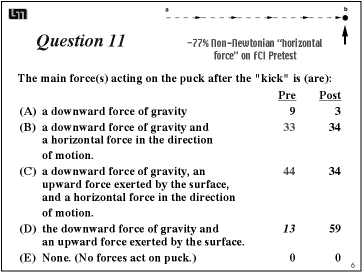 a
b
Question 11
~77% Non-Newtonian "horizontal
force" on FCI Pretest
The main force(s) acting on the puck after the "kick" is (are):
Pre Post
(A) a downward force of gravity 9 3
(B) a downward force of gravity and 33 34
a horizontal force in the direction
of motion.
(C) a downward force of gravity, an 44 34
upward force exerted by the surface,
and a horizontal force in the direction
of motion.
(D) the downward force of gravity and 13 59
an upward force exerted by the surface.
(E) None. (No forces act on puck.) 0 0
6